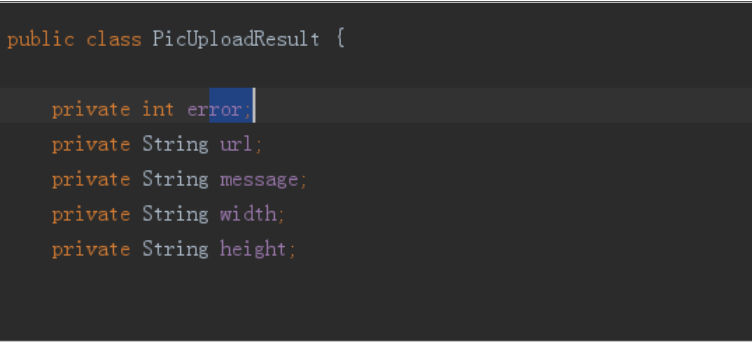 public class PicUploadResult {
private int error;
private String url;
private String message;
private String width;
private String height;